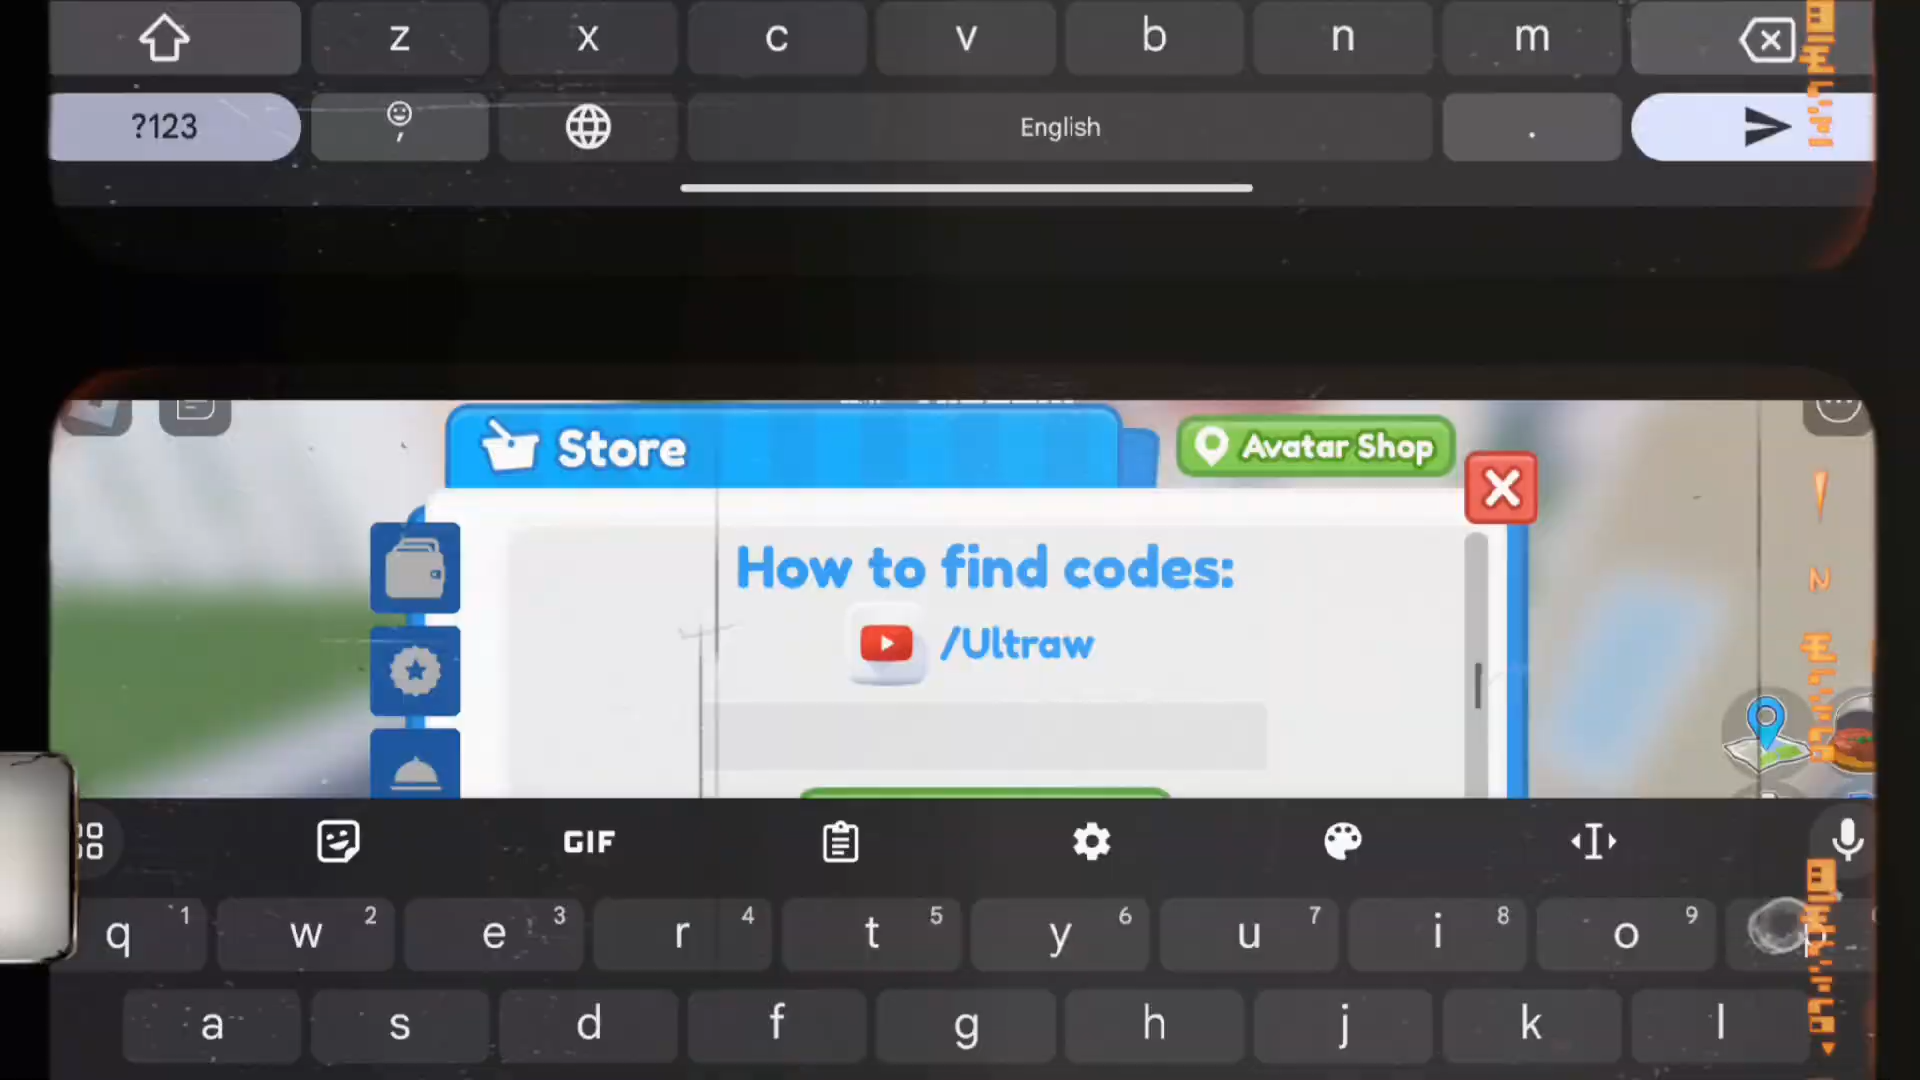 z x c v b n m
?123 , English .
Store
Avatar Shop
How to find codes:
/Ultraw
GIF
1 2 3 4 5 6 7 8 9
q w e r t y u i o p
a s d f g h j k l